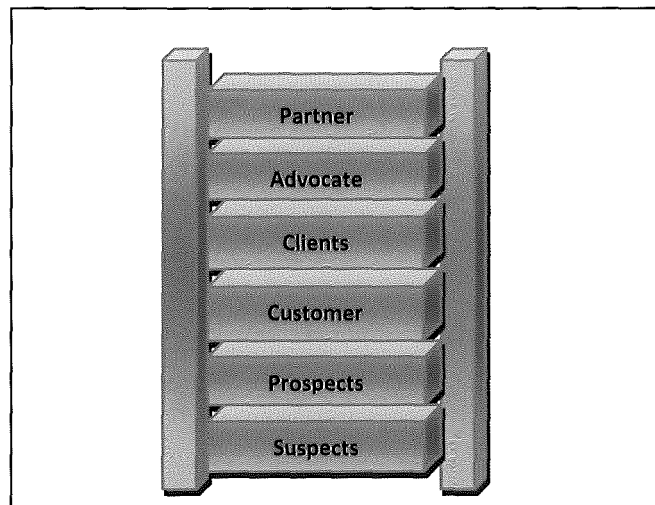 Partner
Advocate
Clients
Customer
Prospects
Suspects